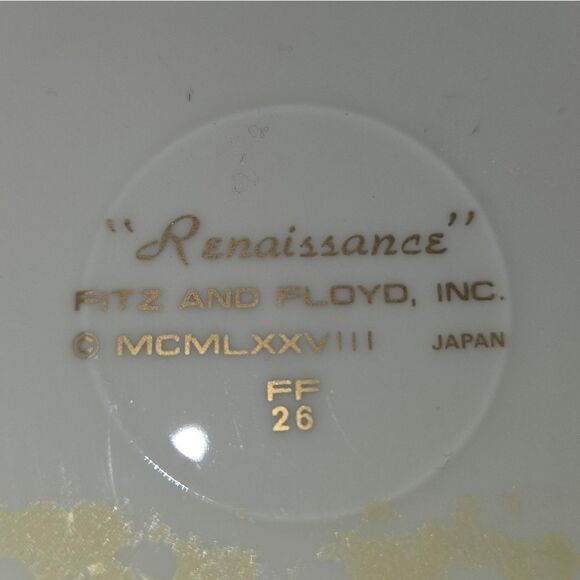 "Renaissance"
FITZ AND FLOYD, INC.
© MCMLXXVIII JAPAN
FF
26